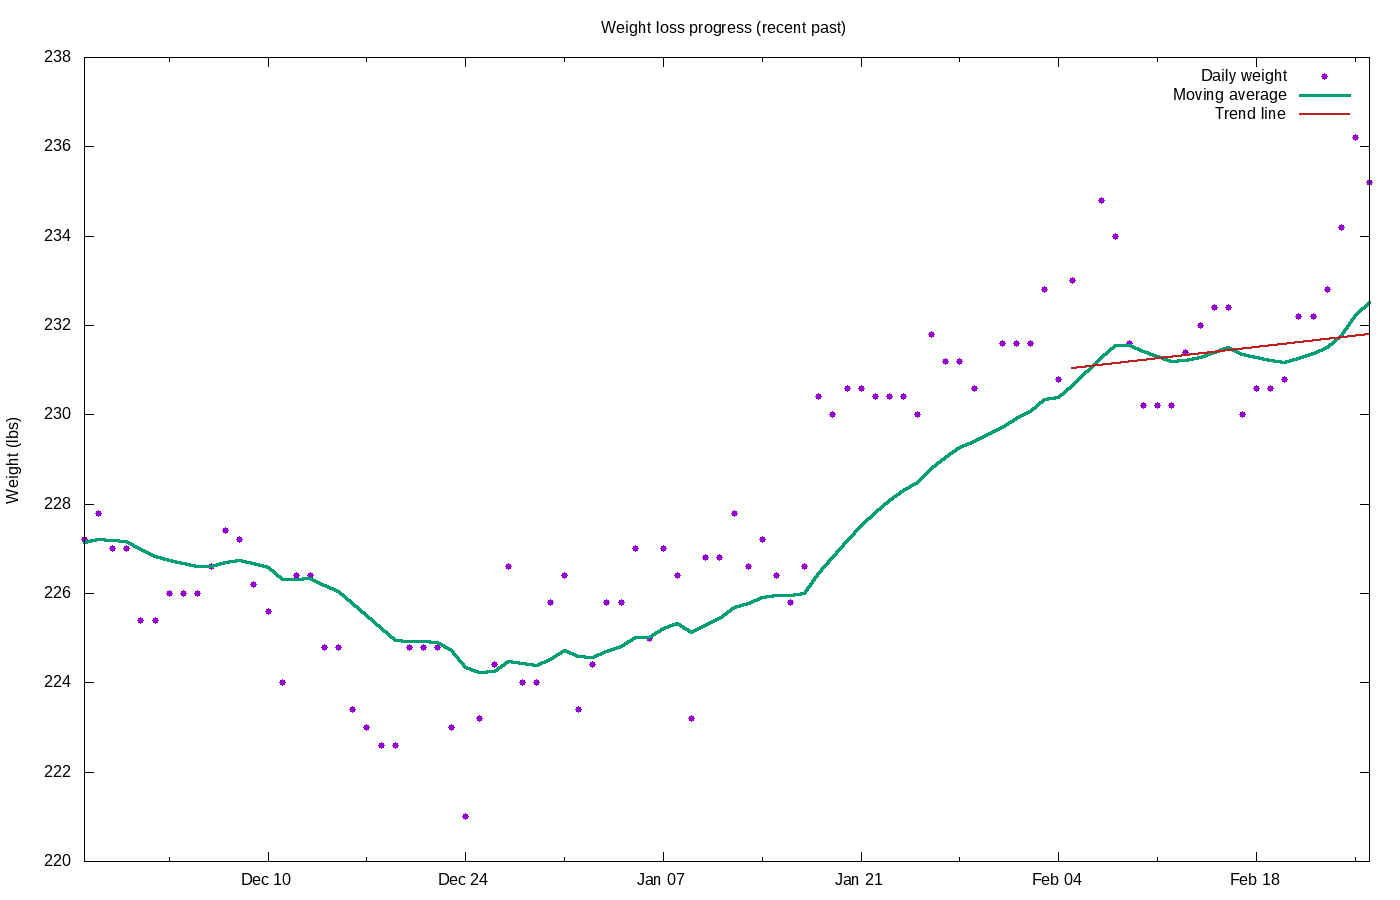 Weight loss progress (recent past)
238
236
234
232
230
228
226
224
222
220
Weight (lbs)
Daily weight
Moving average
Trend line
Dec 10 Dec 24 Jan 07 Jan 21 Feb 04 Feb 18